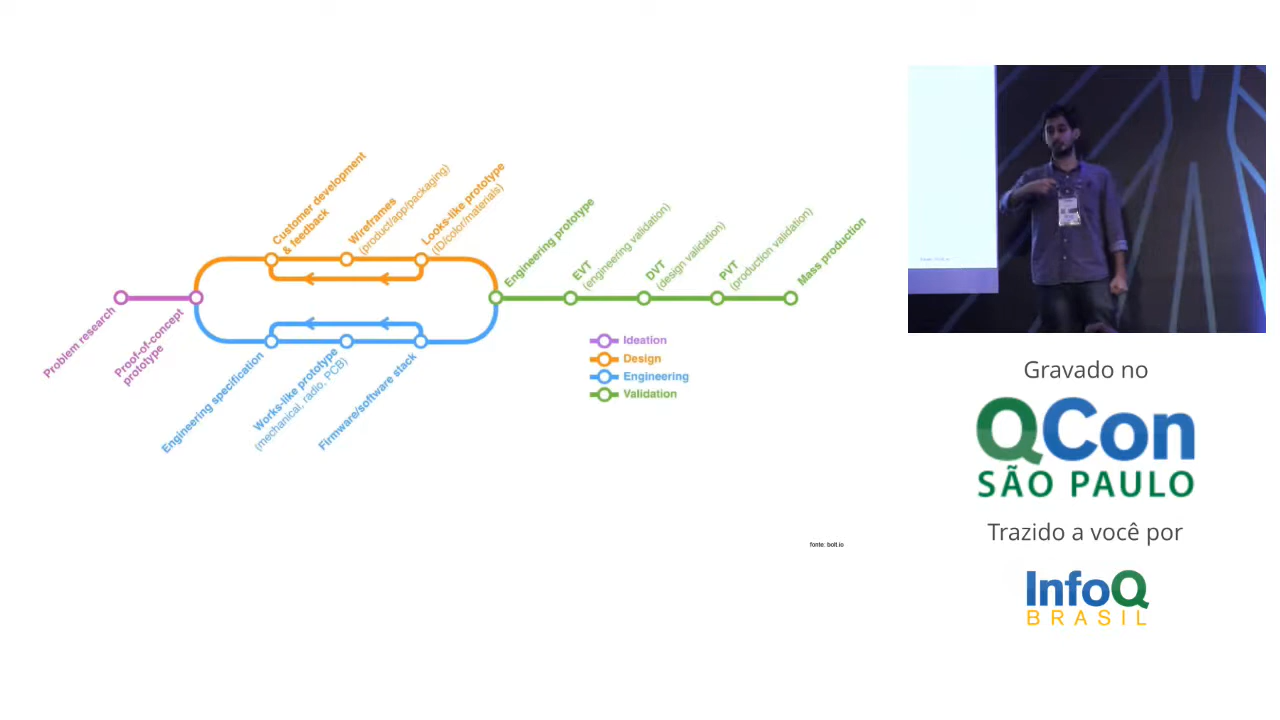 Problem research
Proof-of-concept
prototype
Customer development
& feedback
Wireframes
(product/app/packaging)
Looks-like prototype
(ID/color/materials)
Engineering specification
Works-like prototype
(mechanical, radio, PCB)
Firmware/software stack
Engineering prototype
EVT
(engineering validation)
DVT
(design validation)
PVT
(production validation)
Mass production
Ideation
Design
Engineering
Validation
fonte: bolt.io
Gravado no
QCon
SÃO PAULO
Trazido a você por
InfoQ
BRASIL